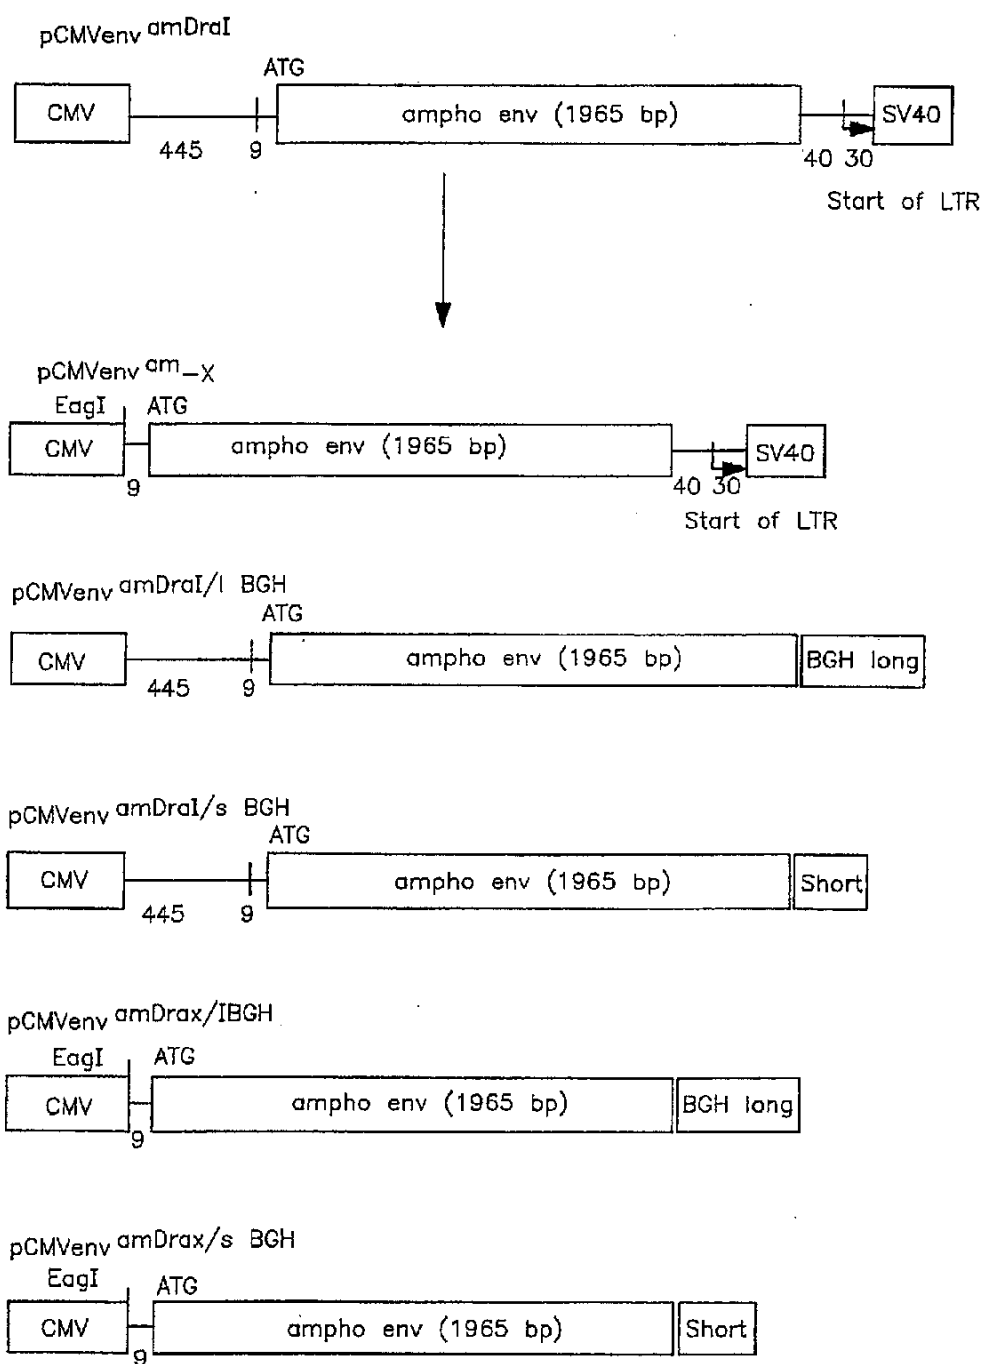 pCMVenv amDraI
ATG
CMV ampho env (1965 bp) SV40
445 9 40 30
Start of LTR
pCMVenv am-X
EagI ATG
CMV ampho env (1965 bp) SV40
9 40 30
Start of LTR
pCMVenv amDraI/l BGH
ATG
CMV ampho env (1965 bp) BGH long
445 9
pCMVenv amDraI/s BGH
ATG
CMV ampho env (1965 bp) Short
445 9
pCMVenv amDrax/IBGH
EagI ATG
CMV ampho env (1965 bp) BGH long
9
pCMVenv amDrax/s BGH
EagI ATG
CMV ampho env (1965 bp) Short
9